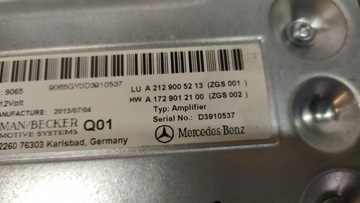 9065 9065GY0D3910537 LU A 212 900 52 13 (ZGS 001)
12Volt HW A 172 901 21 00 (ZGS 002)
MANUFACTURE: 2013/07/04 Typ: Amplifier
MAN/BECKER Q01 Serial No.: D3910537
MOTIVE SYSTEMS Mercedes Benz
2260 76303 Karlsbad, Germany